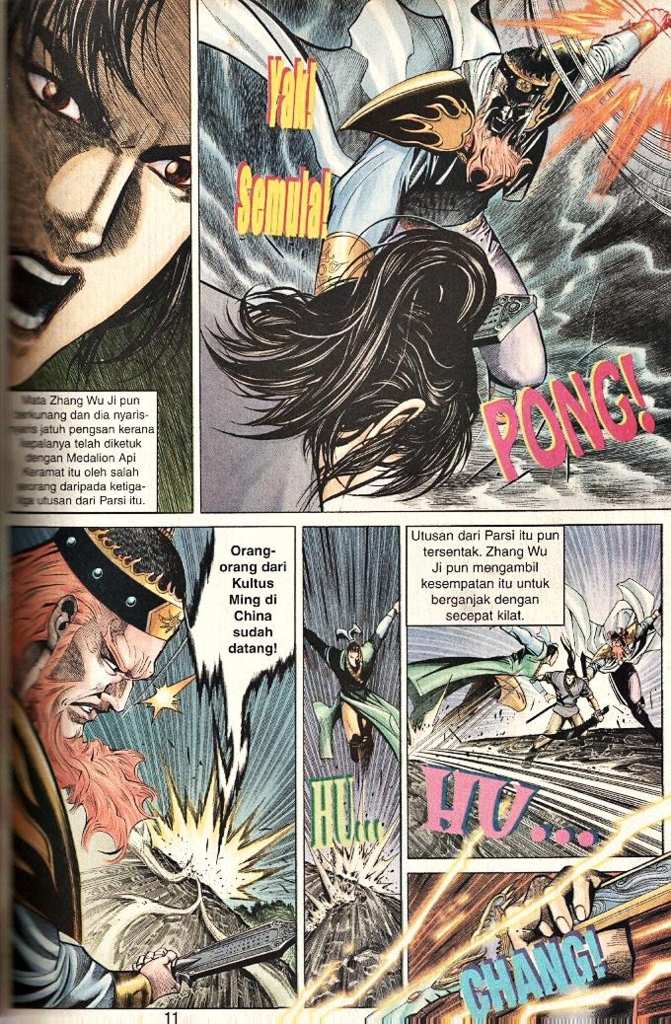 Yak!
Semula!
PONG!
Mata Zhang Wu Ji pun
berkunang dan dia nyaris-
nyaris jatuh pengsan kerana
kepalanya telah diketuk
dengan Medalion Api
Keramat itu oleh salah
seorang daripada ketiga-
tiga utusan dari Parsi itu.
Orang-
orang dari
Kultus
Ming di
China
sudah
datang!
HU...
Utusan dari Parsi itu pun
tersentak. Zhang Wu
Ji pun mengambil
kesempatan itu untuk
berganjak dengan
secepat kilat.
HU...
CHANG!
11